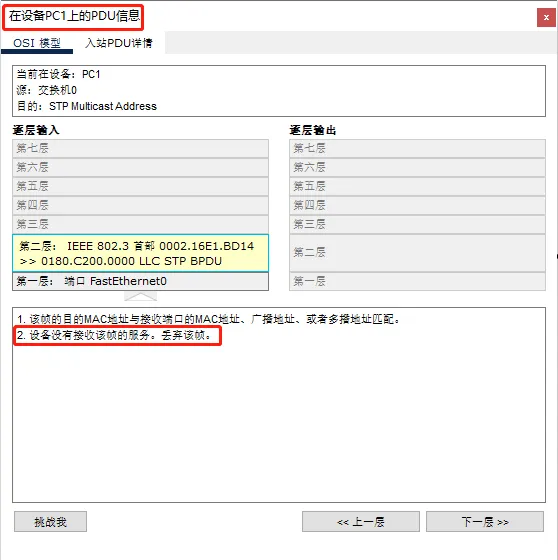 在设备PC1上的PDU信息
x
OSI 模型
入站PDU详情
当前在设备：PC1
源：交换机0
目的：STP Multicast Address
逐层输入
逐层输出
第七层
第七层
第六层
第六层
第五层
第五层
第四层
第四层
第三层
第三层
第二层： IEEE 802.3 首部 0002.16E1.BD14
>> 0180.C200.0000 LLC STP BPDU
第二层
第一层： 端口 FastEthernet0
第一层
1. 该帧的目的MAC地址与接收端口的MAC地址、广播地址、或者多播地址匹配。
2. 设备没有接收该帧的服务。丢弃该帧。
挑战我
<< 上一层
下一层 >>